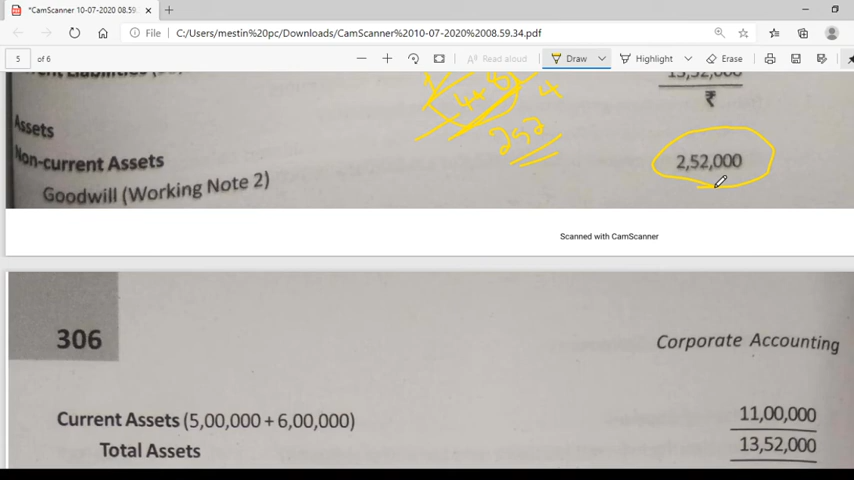 *CamScanner 10-07-2020 08.59.
File C:/Users/mestin%20pc/Downloads/CamScanner%2010-07-2020%2008.59.34.pdf
5 of 6 Read aloud Draw Highlight Erase
Assets ₹
Non-current Assets
Goodwill (Working Note 2) 2,52,000
252
Scanned with CamScanner
306 Corporate Accounting
Current Assets (5,00,000 + 6,00,000) 11,00,000
Total Assets 13,52,000